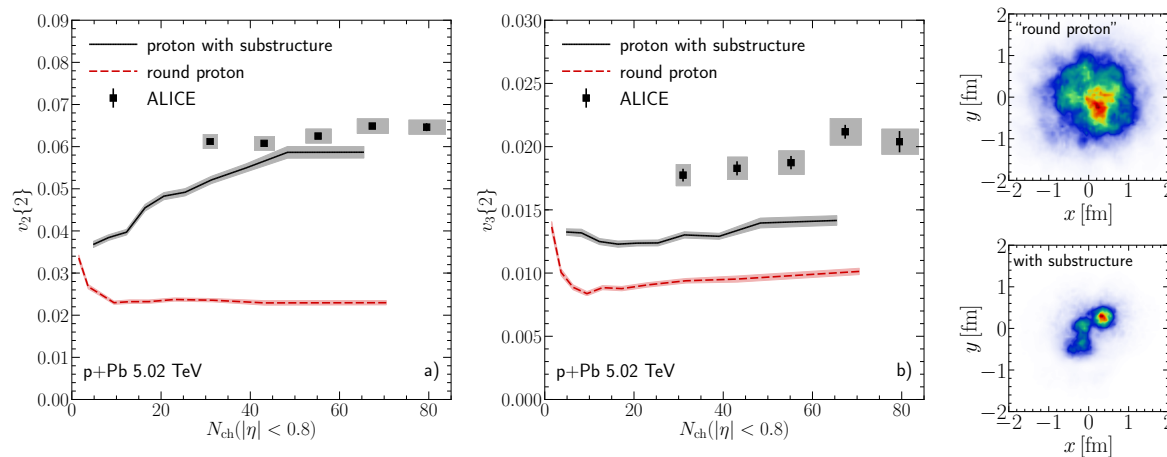 proton with substructure
round proton
ALICE
p+Pb 5.02 TeV
a)
v₂{2}
0.00
0.01
0.02
0.03
0.04
0.05
0.06
0.07
0.08
0.09
0 20 40 60 80
N_ch(|η| < 0.8)
proton with substructure
round proton
ALICE
p+Pb 5.02 TeV
b)
v₃{2}
0.000
0.005
0.010
0.015
0.020
0.025
0.030
0 20 40 60 80
N_ch(|η| < 0.8)
"round proton"
y [fm]
2
1
0
−1
−2
−2 −1 0 1 2
x [fm]
with substructure
y [fm]
2
1
0
−1
−2
−2 −1 0 1 2
x [fm]